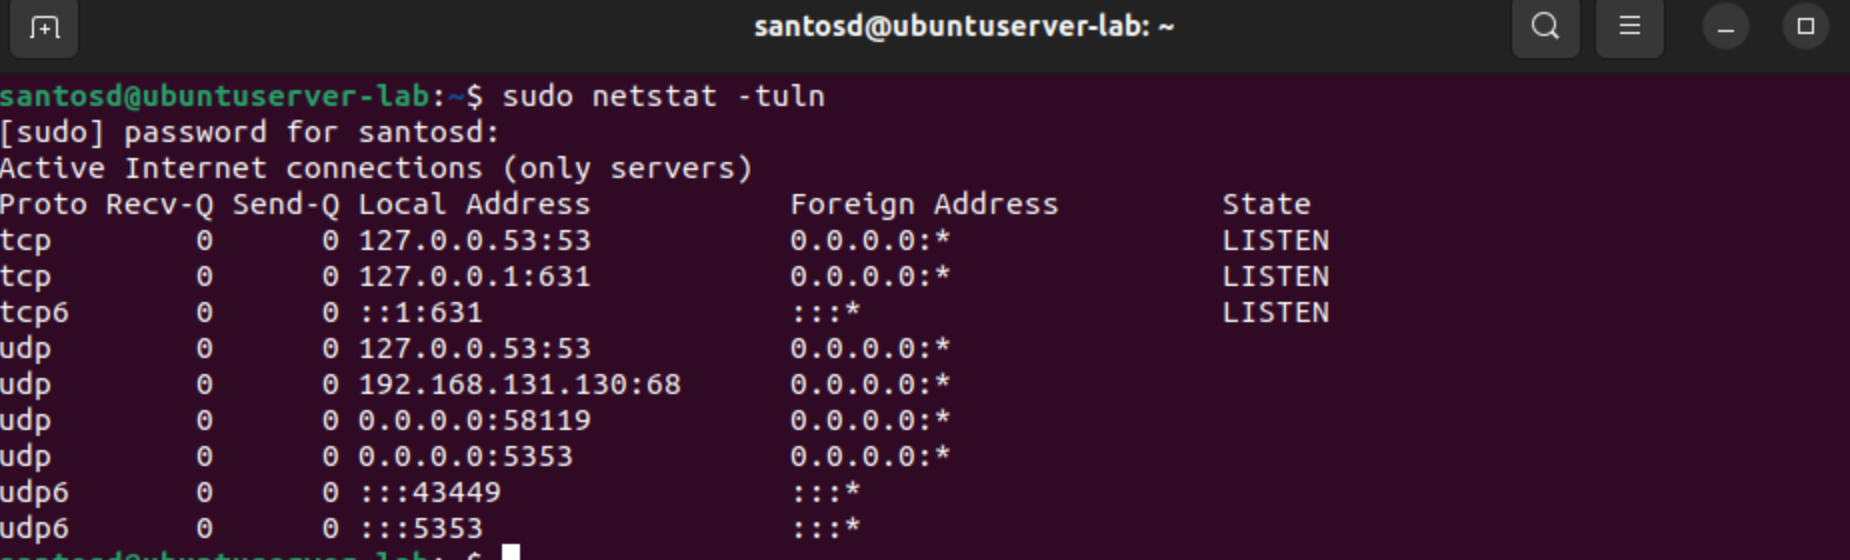 santosd@ubuntuserver-lab: ~
santosd@ubuntuserver-lab:~$ sudo netstat -tuln
[sudo] password for santosd:
Active Internet connections (only servers)
Proto Recv-Q Send-Q Local Address           Foreign Address         State
tcp        0      0 127.0.0.53:53           0.0.0.0:*               LISTEN
tcp        0      0 127.0.0.1:631           0.0.0.0:*               LISTEN
tcp6       0      0 ::1:631                 :::*                    LISTEN
udp        0      0 127.0.0.53:53           0.0.0.0:*
udp        0      0 192.168.131.130:68      0.0.0.0:*
udp        0      0 0.0.0.0:58119           0.0.0.0:*
udp        0      0 0.0.0.0:5353            0.0.0.0:*
udp6       0      0 :::43449                :::*
udp6       0      0 :::5353                 :::*
santosd@ubuntuserver-lab:~$